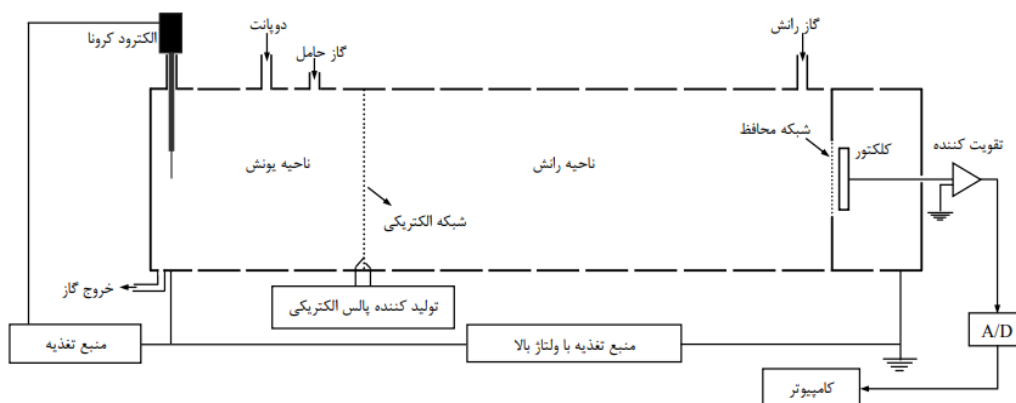 الکترود کرونا
دوپانت
گاز حامل
گاز رانش
ناحیه یونش
شبکه الکتریکی
ناحیه رانش
شبکه محافظ
کلکتور
تقویت کننده
خروج گاز
تولید کننده پالس الکتریکی
منبع تغذیه
منبع تغذیه با ولتاژ بالا
A/D
کامپیوتر